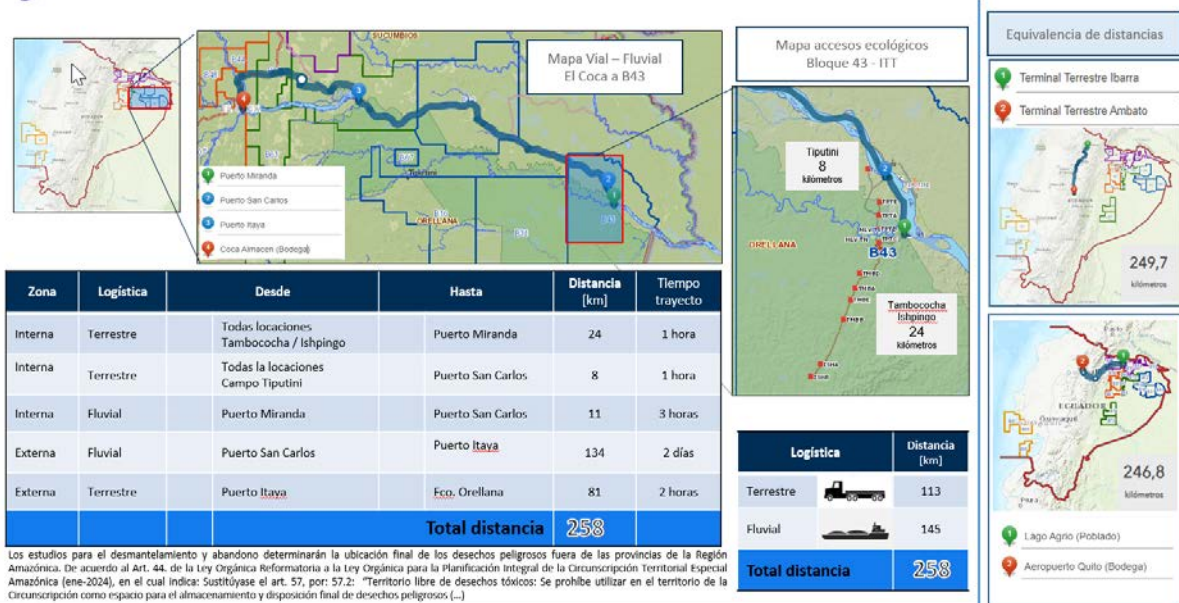 SUCUMBIOS
Mapa Vial – Fluvial
El Coca a B43
B44
Tiputini
ORELLANA
B43
Puerto Miranda
Puerto San Carlos
Puerto Itaya
Coca Almacen (Bodega)
Mapa accesos ecológicos
Bloque 43 - ITT
Tiputini
8
kilómetros
ORELLANA
B43
Tambococha
Ishpingo
24
kilómetros
Equivalencia de distancias
1 Terminal Terrestre Ibarra
2 Terminal Terrestre Ambato
249,7
kilómetros
ECUADOR
Guayaquil
246,8
kilómetros
1 Lago Agrio (Poblado)
2 Aeropuerto Quito (Bodega)
Zona Logística Desde Hasta Distancia [km] Tiempo trayecto
Interna Terrestre Todas locaciones Tambococha / Ishpingo Puerto Miranda 24 1 hora
Interna Terrestre Todas la locaciones Campo Tiputini Puerto San Carlos 8 1 hora
Interna Fluvial Puerto Miranda Puerto San Carlos 11 3 horas
Externa Fluvial Puerto San Carlos Puerto Itaya 134 2 días
Externa Terrestre Puerto Itaya Fco. Orellana 81 2 horas
Total distancia 258
Logística Distancia [km]
Terrestre 113
Fluvial 145
Total distancia 258
Los estudios para el desmantelamiento y abandono determinarán la ubicación final de los desechos peligrosos fuera de las provincias de la Región
Amazónica. De acuerdo al Art. 44. de la Ley Orgánica Reformatoria a la Ley Orgánica para la Planificación Integral de la Circunscripción Territorial Especial
Amazónica (ene-2024), en el cual indica: Sustitúyase el art. 57, por: 57.2: “Territorio libre de desechos tóxicos: Se prohíbe utilizar en el territorio de la
Circunscripción como espacio para el almacenamiento y disposición final de desechos peligrosos (...)